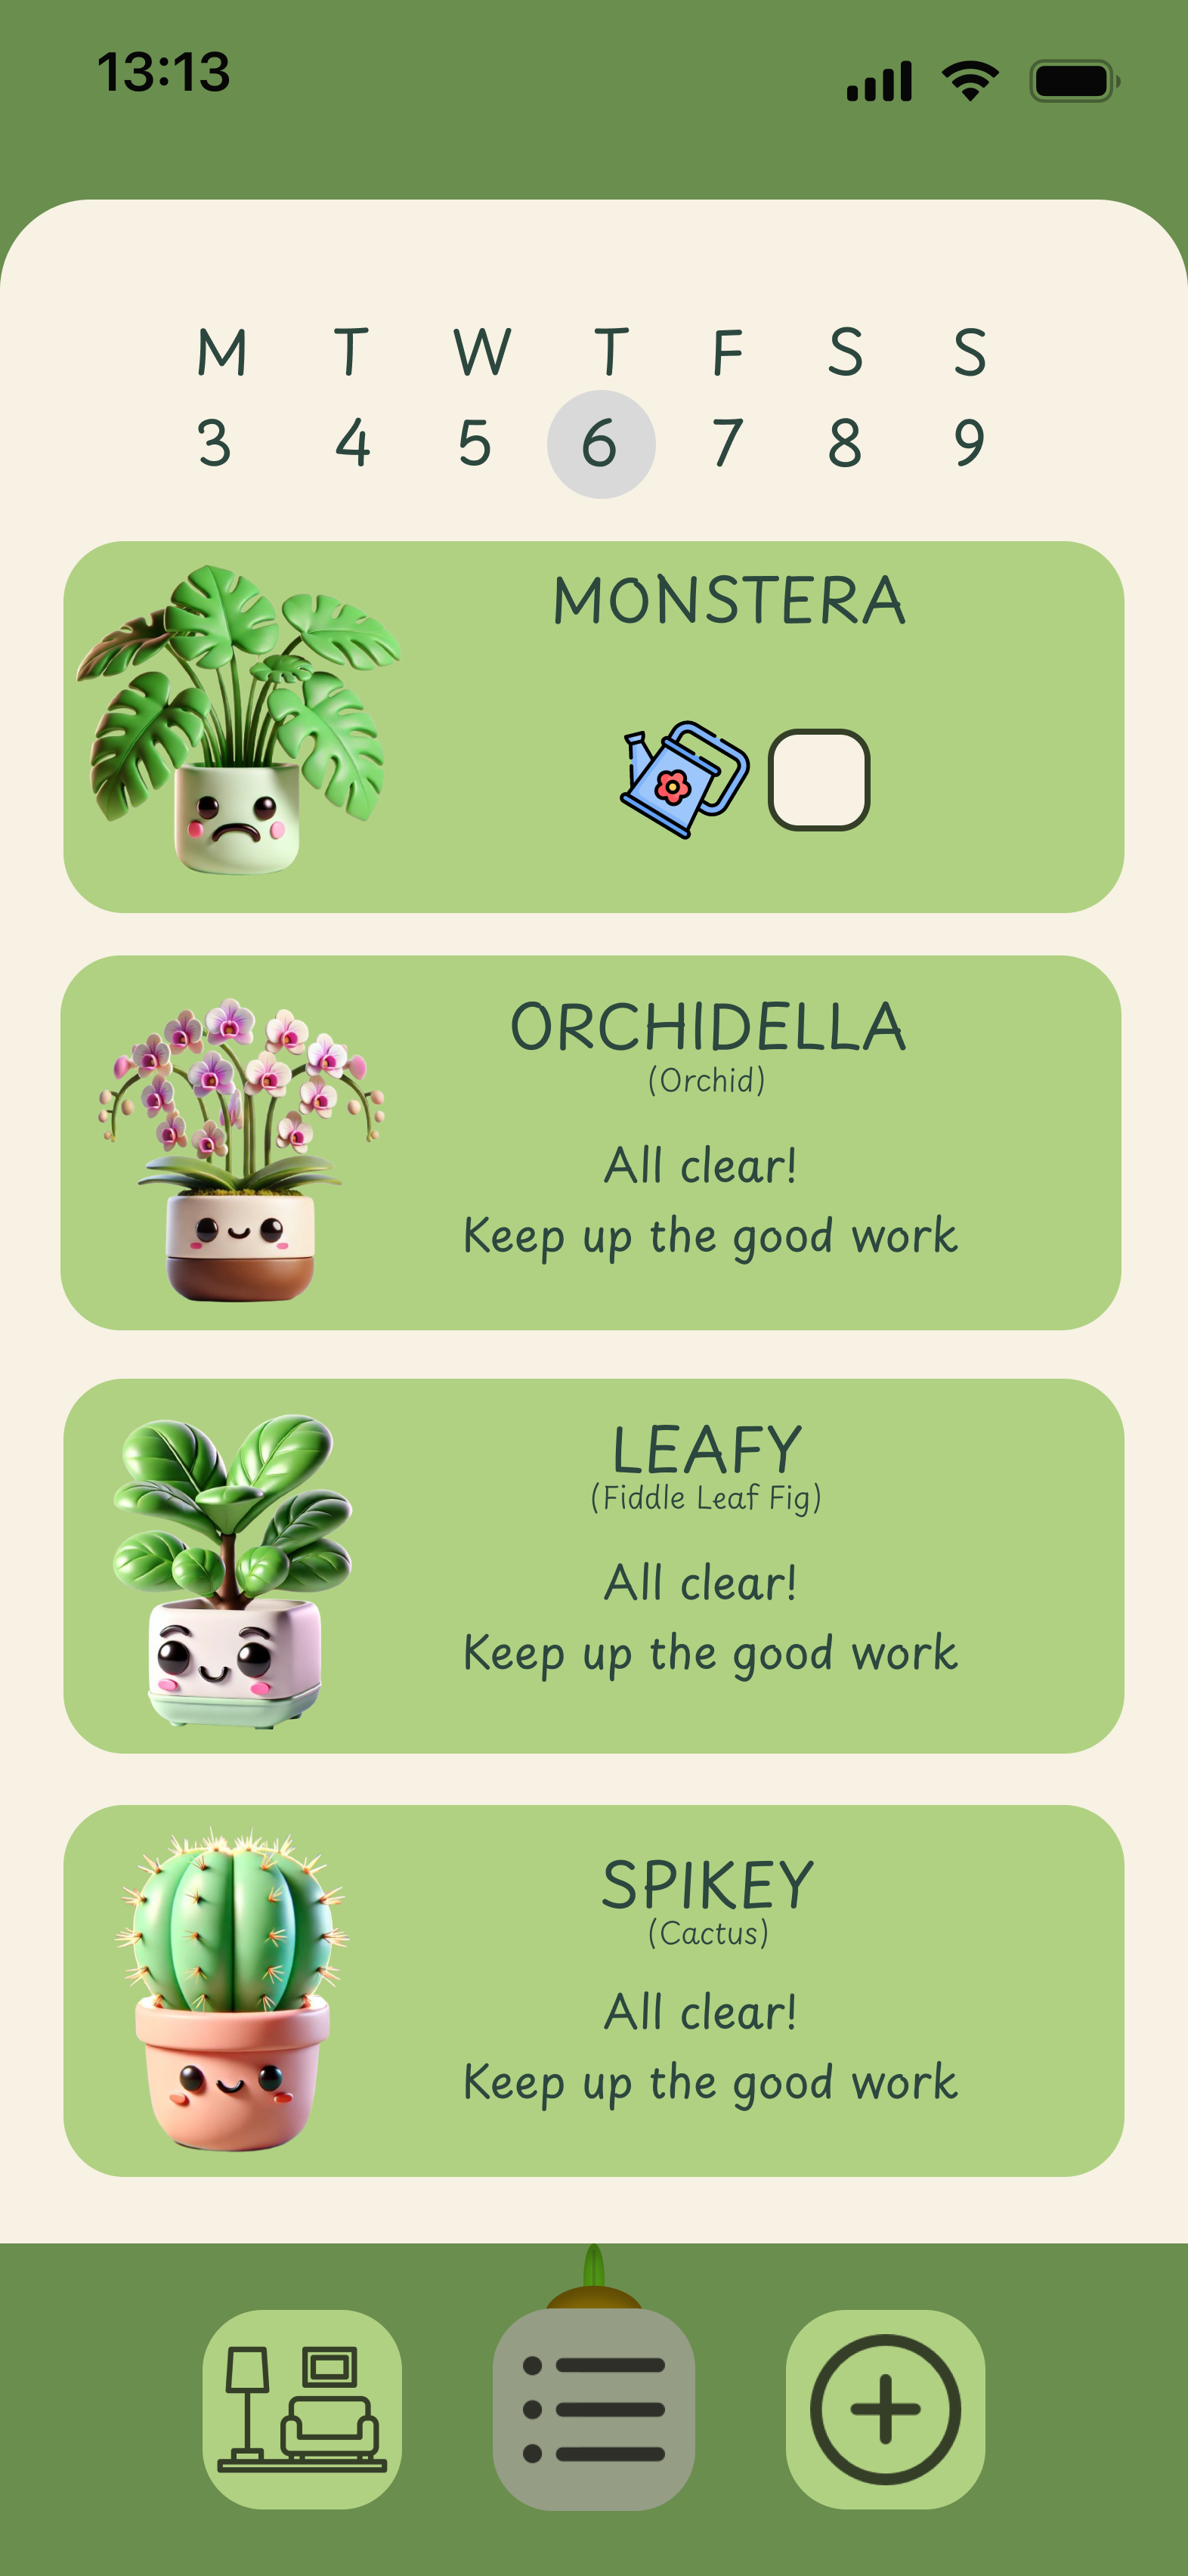 13:13
M T W T F S S
3 4 5 6 7 8 9
MONSTERA
ORCHIDELLA
(Orchid)
All clear!
Keep up the good work
LEAFY
(Fiddle Leaf Fig)
All clear!
Keep up the good work
SPIKEY
(Cactus)
All clear!
Keep up the good work